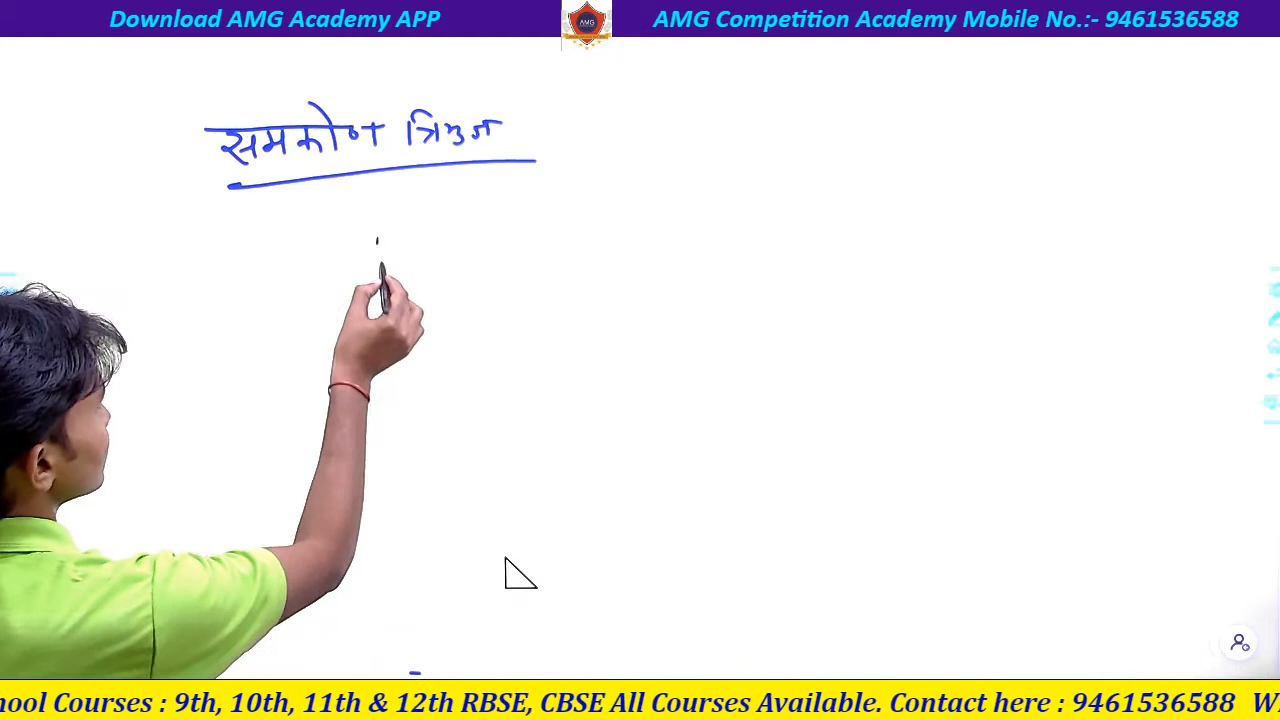 Download AMG Academy APP
AMG
AMG Competition Academy Mobile No.:- 9461536588
समकोण त्रिभुज
hool Courses : 9th, 10th, 11th & 12th RBSE, CBSE All Courses Available. Contact here : 9461536588